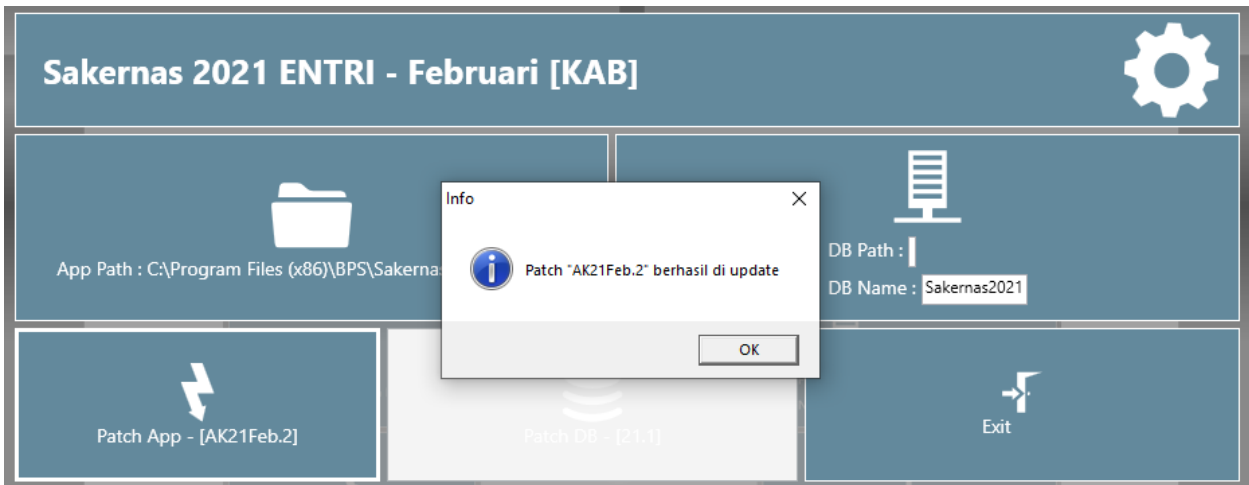 Sakernas 2021 ENTRI - Februari [KAB]
Info
Patch "AK21Feb.2" berhasil di update
OK
App Path : C:\Program Files (x86)\BPS\Sakerna
DB Path :
DB Name : Sakernas2021
Patch App - [AK21Feb.2]
Patch DB - [21.1]
Exit